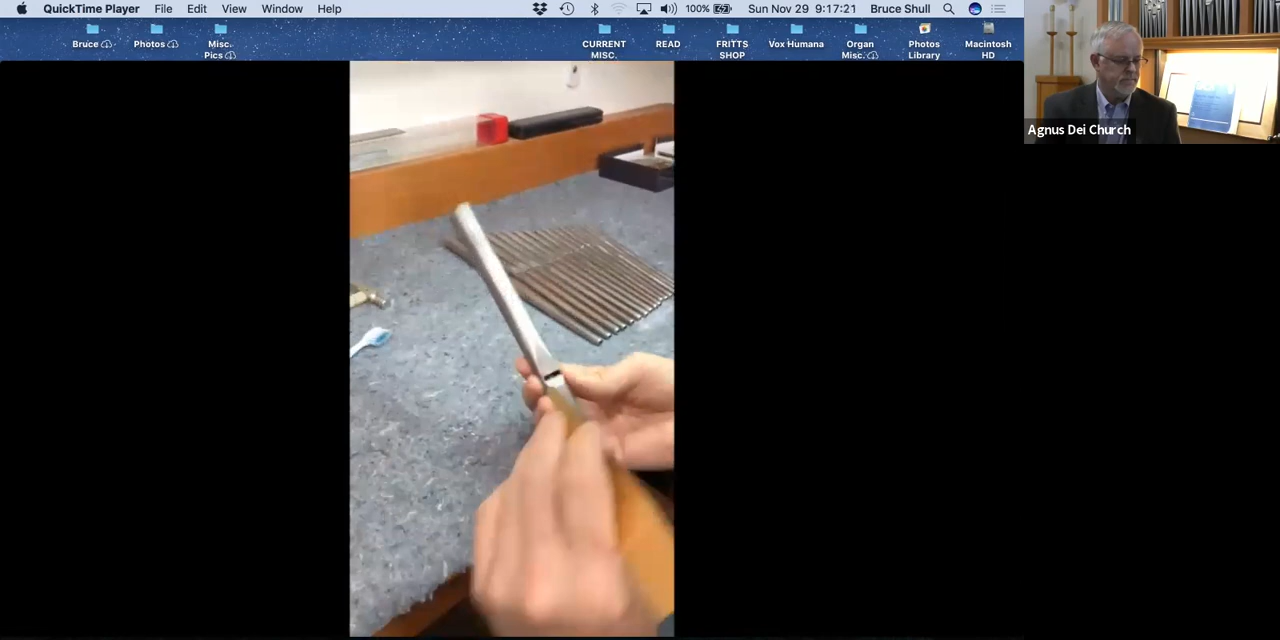 QuickTime Player File Edit View Window Help 100% Sun Nov 29 9:17:21 Bruce Shull
Bruce Photos Misc. Pics CURRENT MISC. READ FRITTS SHOP Vox Humana Organ Misc. Photos Library Macintosh HD
Agnus Dei Church